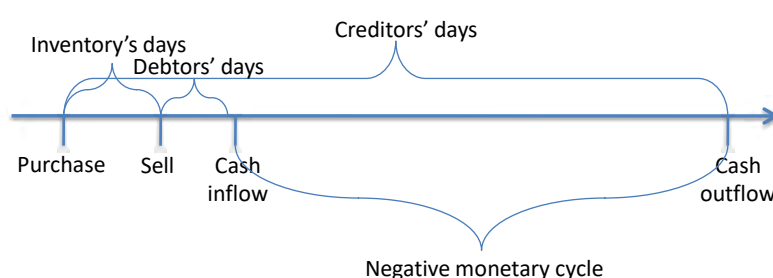 Creditors’ days
Inventory’s days
Debtors’ days
Purchase
Sell
Cash
inflow
Cash
outflow
Negative monetary cycle